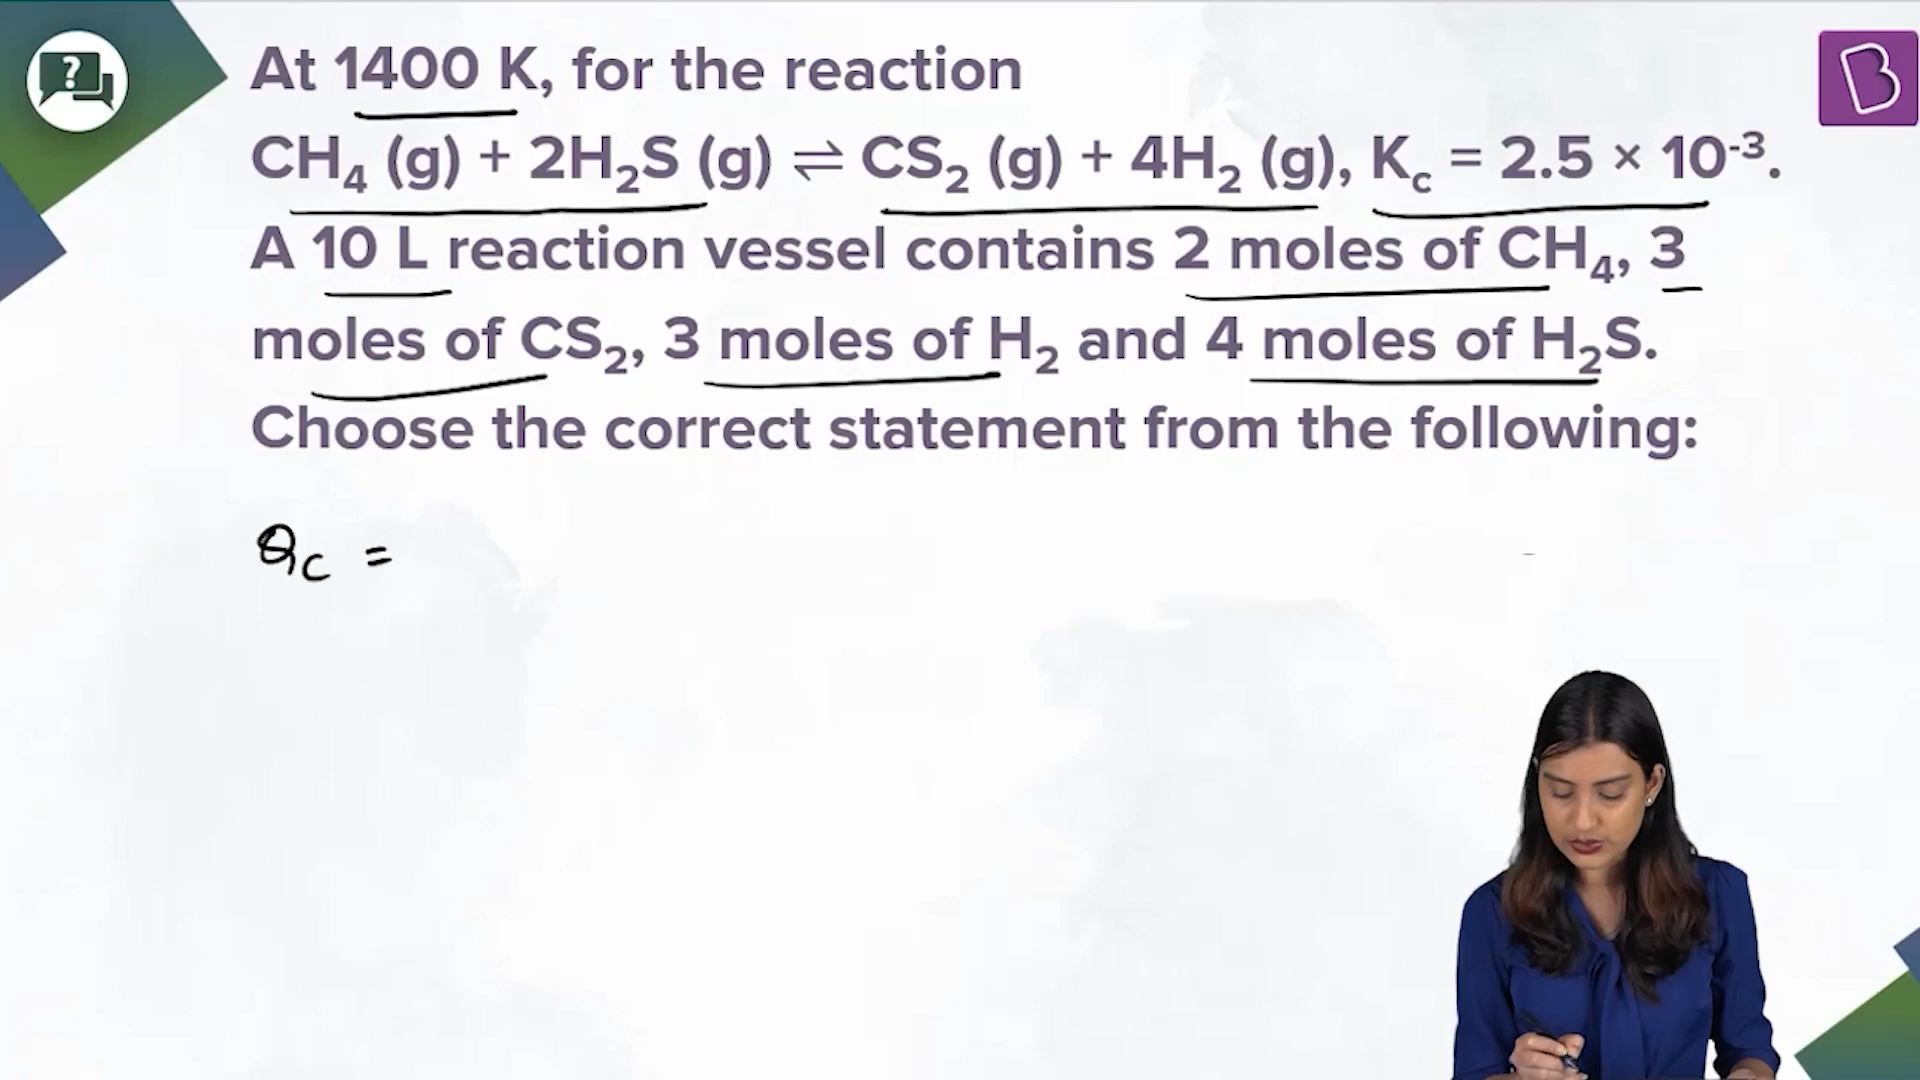 ?
At 1400 K, for the reaction
CH₄ (g) + 2H₂S (g) ⇌ CS₂ (g) + 4H₂ (g), K꜀ = 2.5 × 10⁻³.
A 10 L reaction vessel contains 2 moles of CH₄, 3
moles of CS₂, 3 moles of H₂ and 4 moles of H₂S.
Choose the correct statement from the following:
Q꜀ =
B